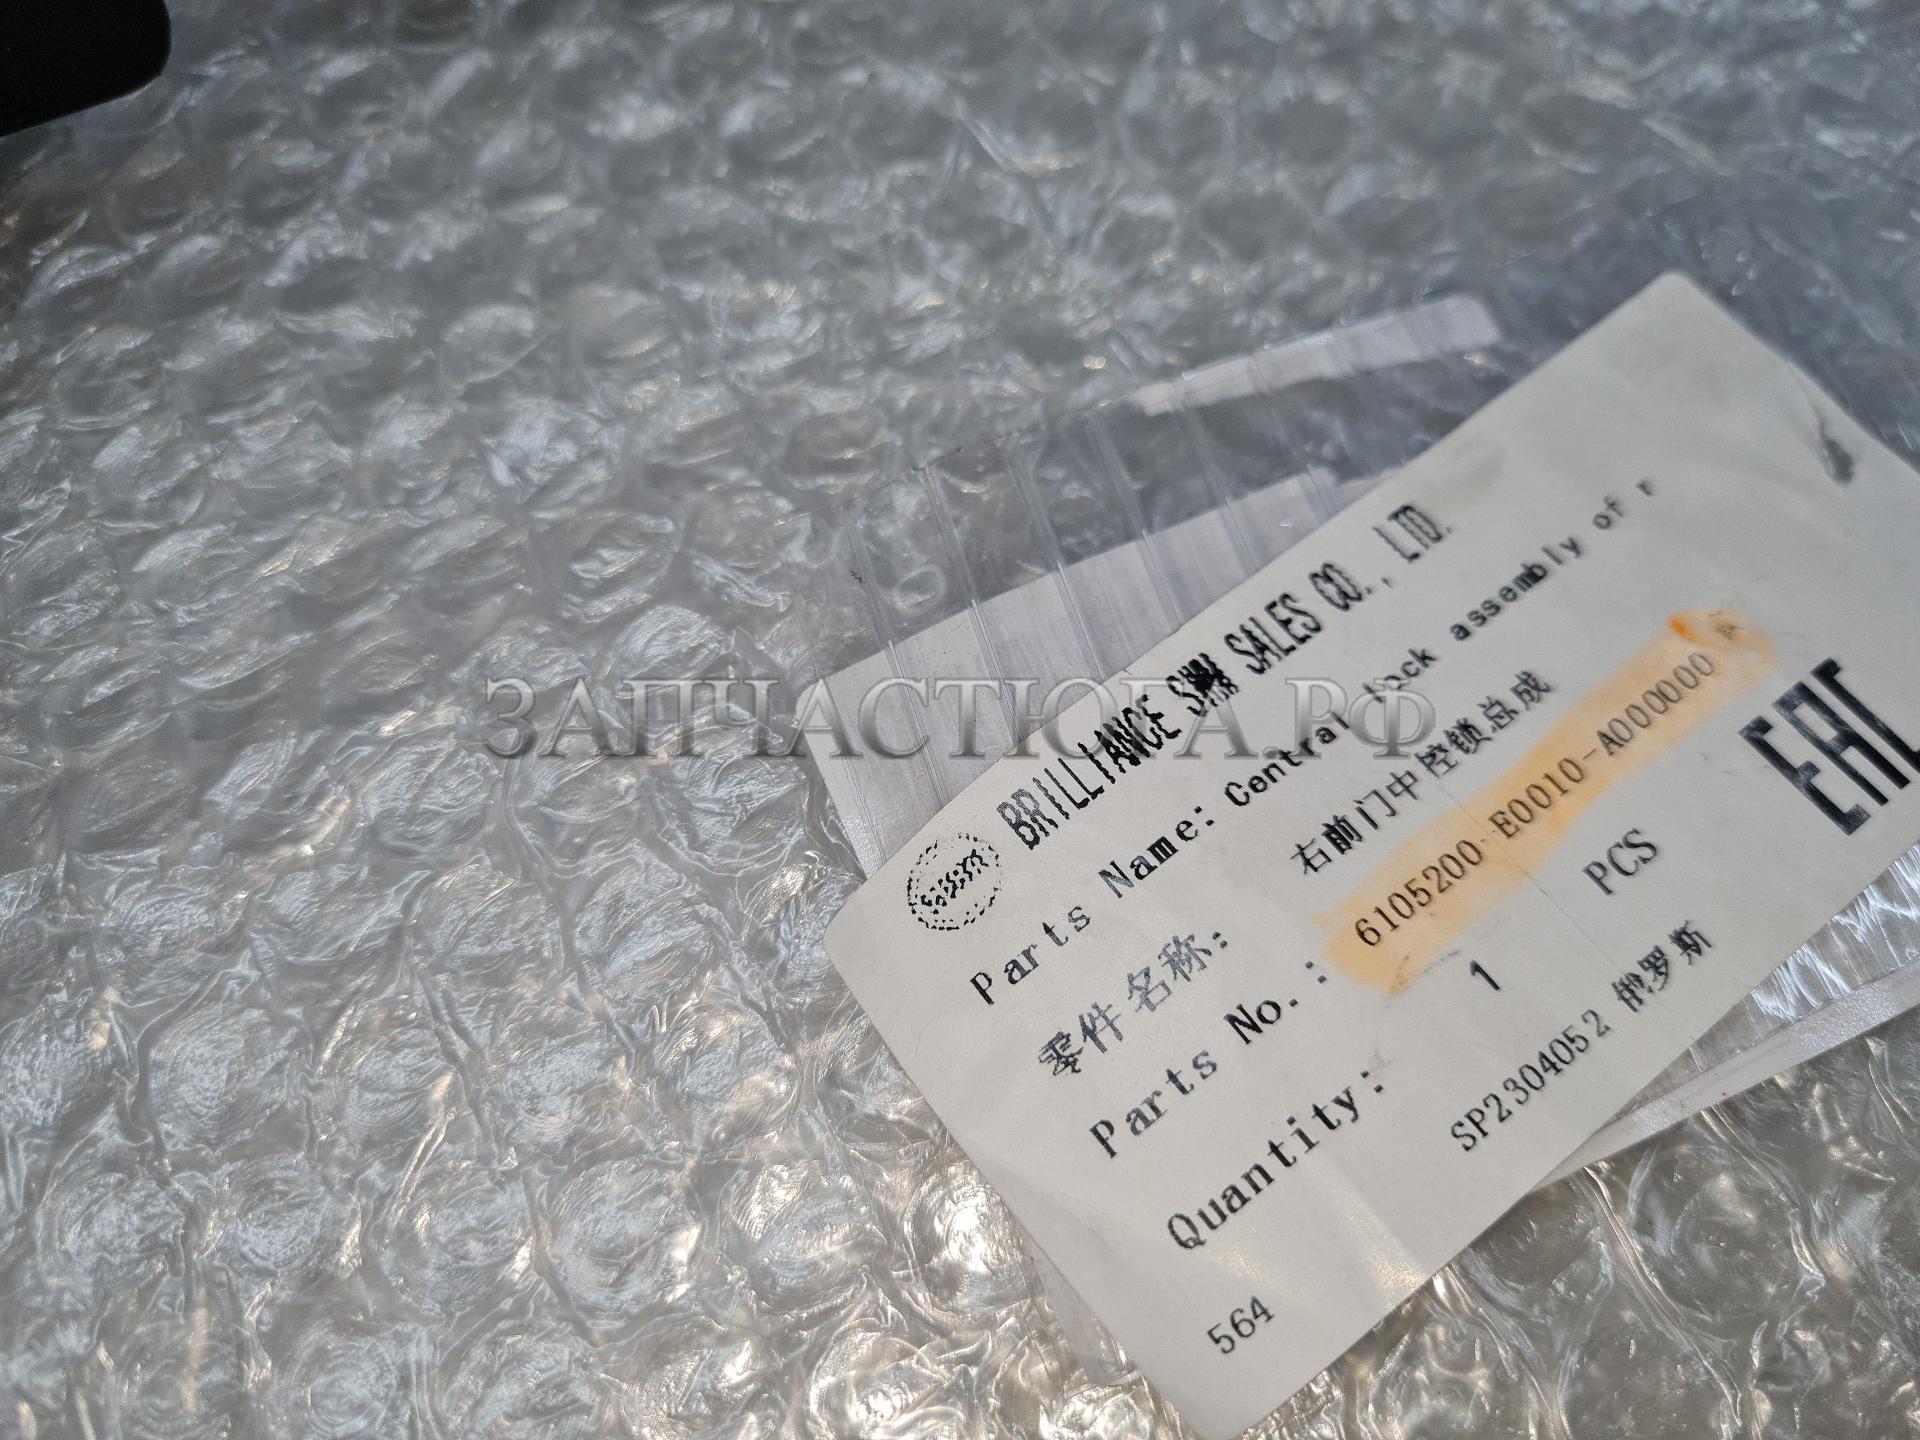 BRILLIANCE SALES CO., LTD.
Parts Name: Central lock assembly of r
零件名称: 右前门中控锁总成
Parts No.: 6105200-E0010-A000000
Quantity: 1 PCS
SP2304052 俄罗斯
564
EAC
ЗАПЧАСТЮГА.РФ